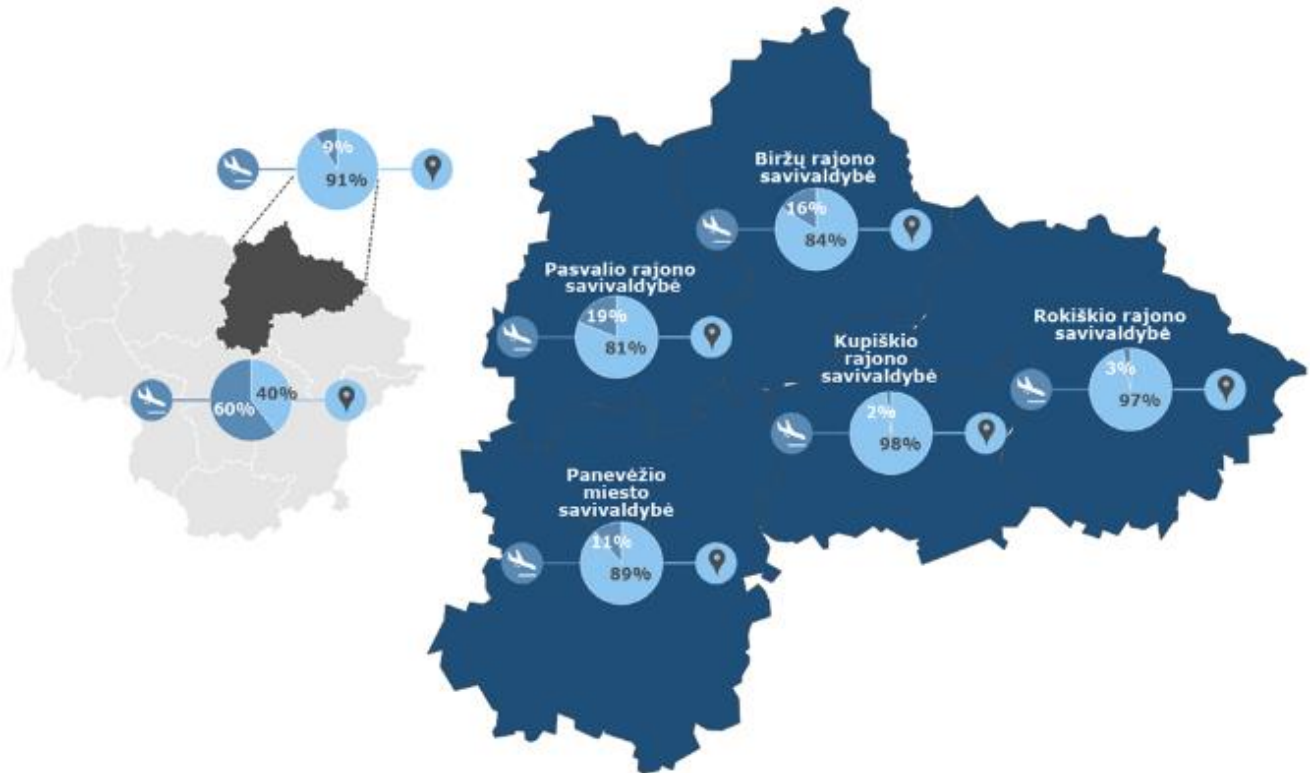 9%
91%
60%
40%
Biržų rajono
savivaldybė
16%
84%
Pasvalio rajono
savivaldybė
19%
81%
Kupiškio
rajono
savivaldybė
2%
98%
Rokiškio rajono
savivaldybė
3%
97%
Panevėžio
miesto
savivaldybė
11%
89%